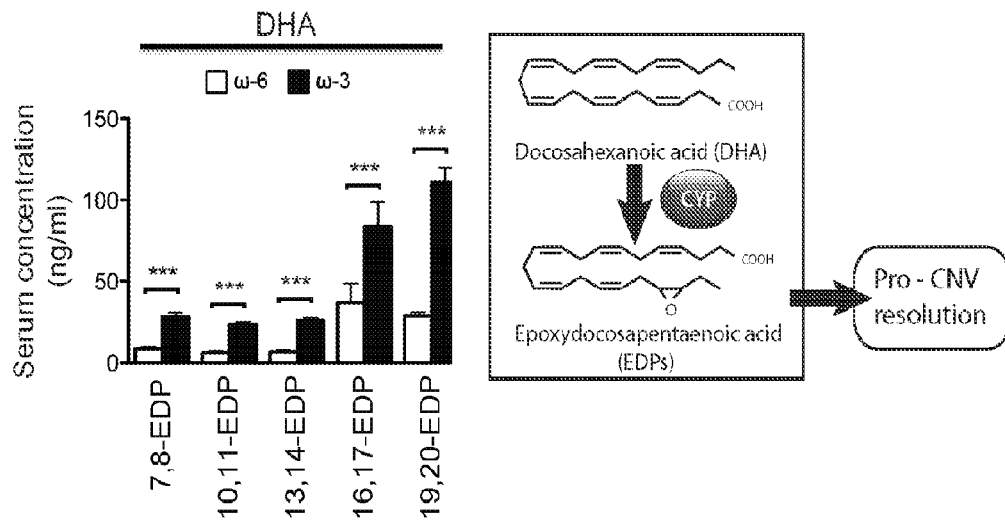 DHA
ω-6 ω-3
Serum concentration
(ng/ml)
150
100
50
0
***
***
***
***
***
7,8-EDP
10,11-EDP
13,14-EDP
16,17-EDP
19,20-EDP
COOH
Docosahexanoic acid (DHA)
CYP
COOH
O
Epoxydocosapentaenoic acid
(EDPs)
Pro - CNV
resolution